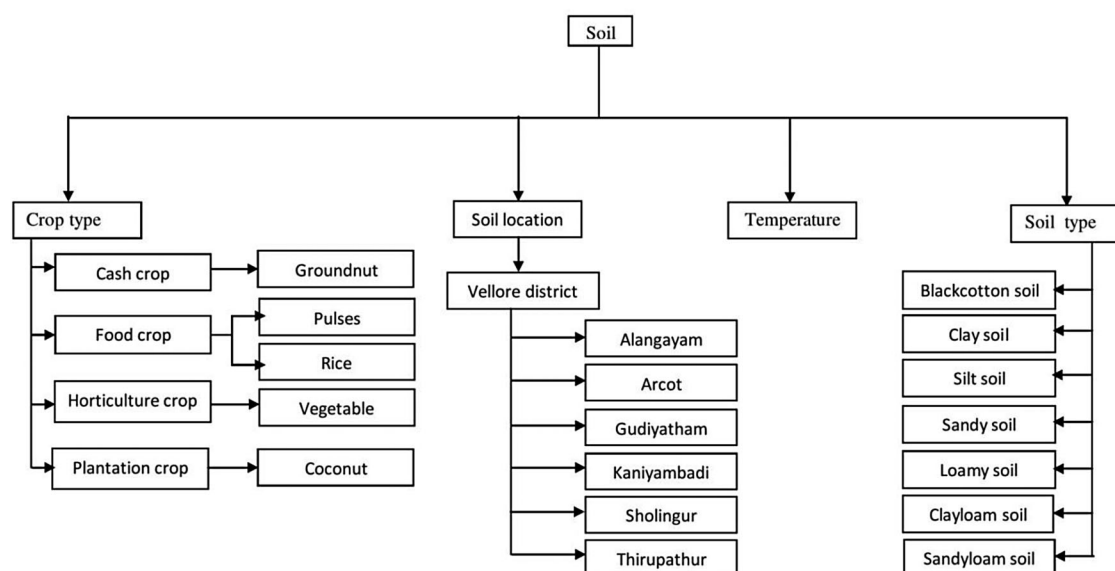 Soil
Crop type
Cash crop
Groundnut
Food crop
Pulses
Rice
Horticulture crop
Vegetable
Plantation crop
Coconut
Soil location
Vellore district
Alangayam
Arcot
Gudiyatham
Kaniyambadi
Sholingur
Thirupathur
Temperature
Soil type
Blackcotton soil
Clay soil
Silt soil
Sandy soil
Loamy soil
Clayloam soil
Sandyloam soil